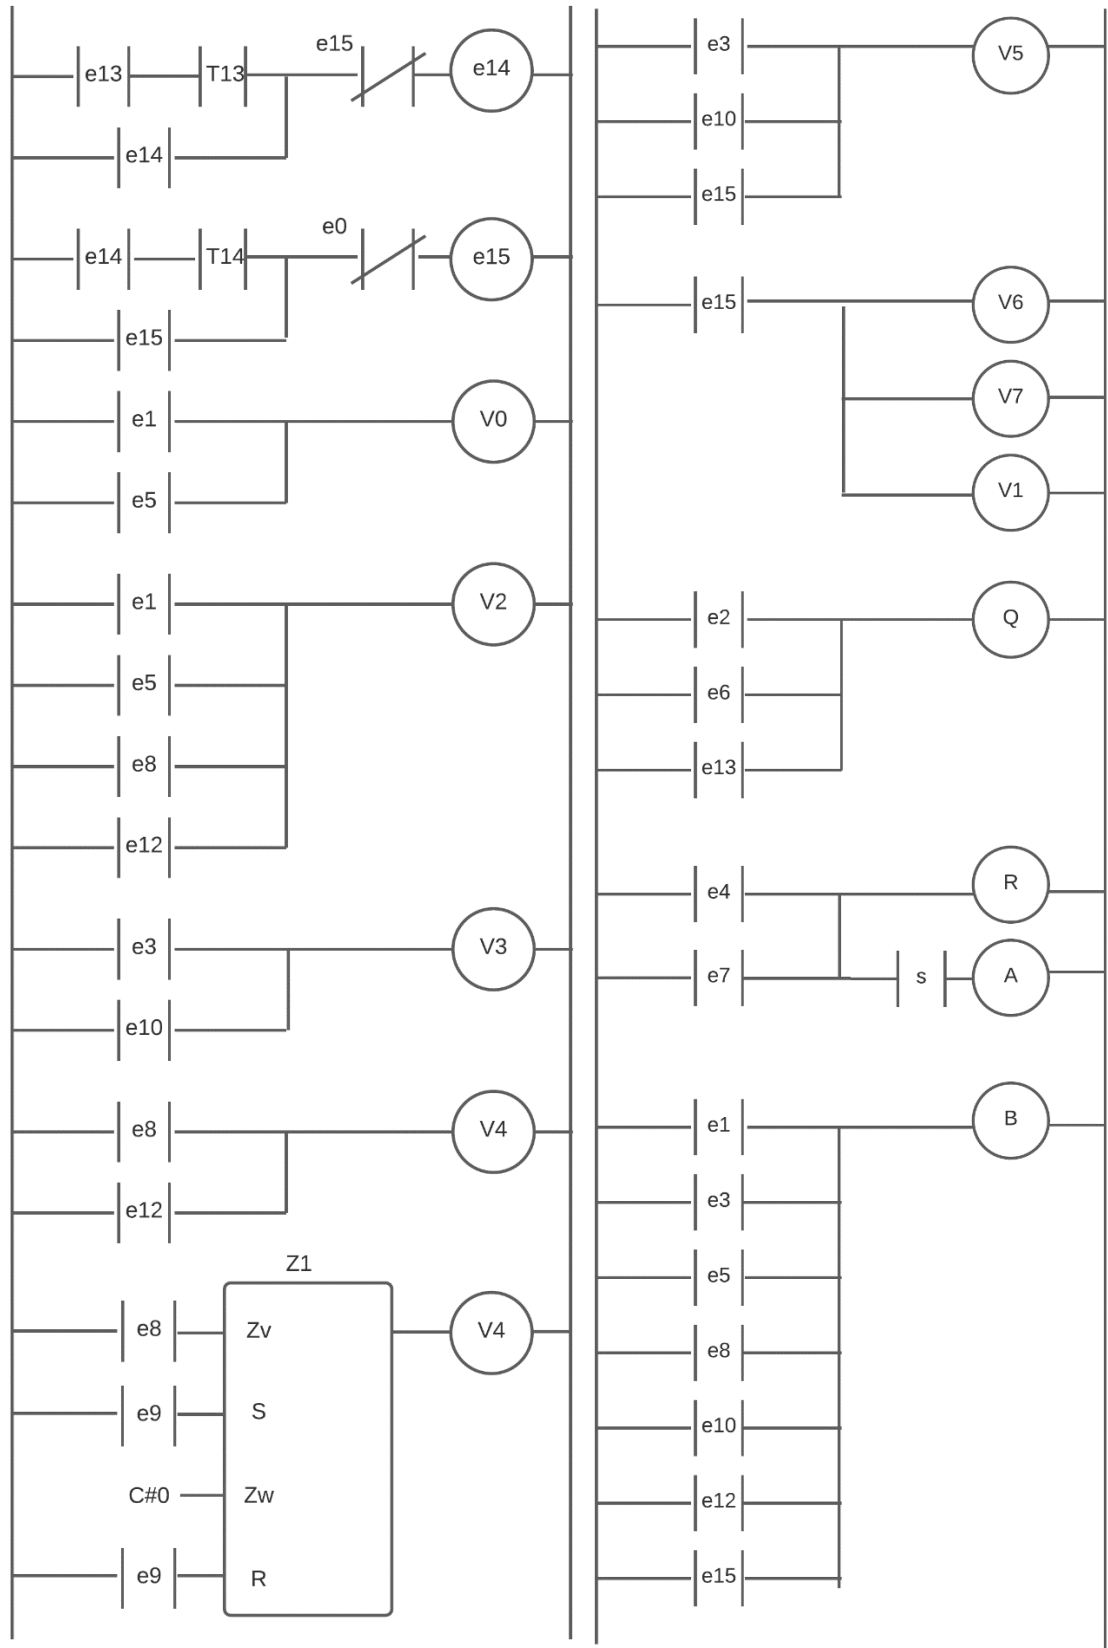 e15
e13 T13 e14
e14
e0
e14 T14 e15
e15
e1 V0
e5
e1 V2
e5
e8
e12
e3 V3
e10
e8 V4
e12
Z1
e8 Zv V4
e9 S
C#0 Zw
e9 R
e3 V5
e10
e15
e15 V6
V7
V1
e2 Q
e6
e13
e4 R
e7 s A
e1 B
e3
e5
e8
e10
e12
e15